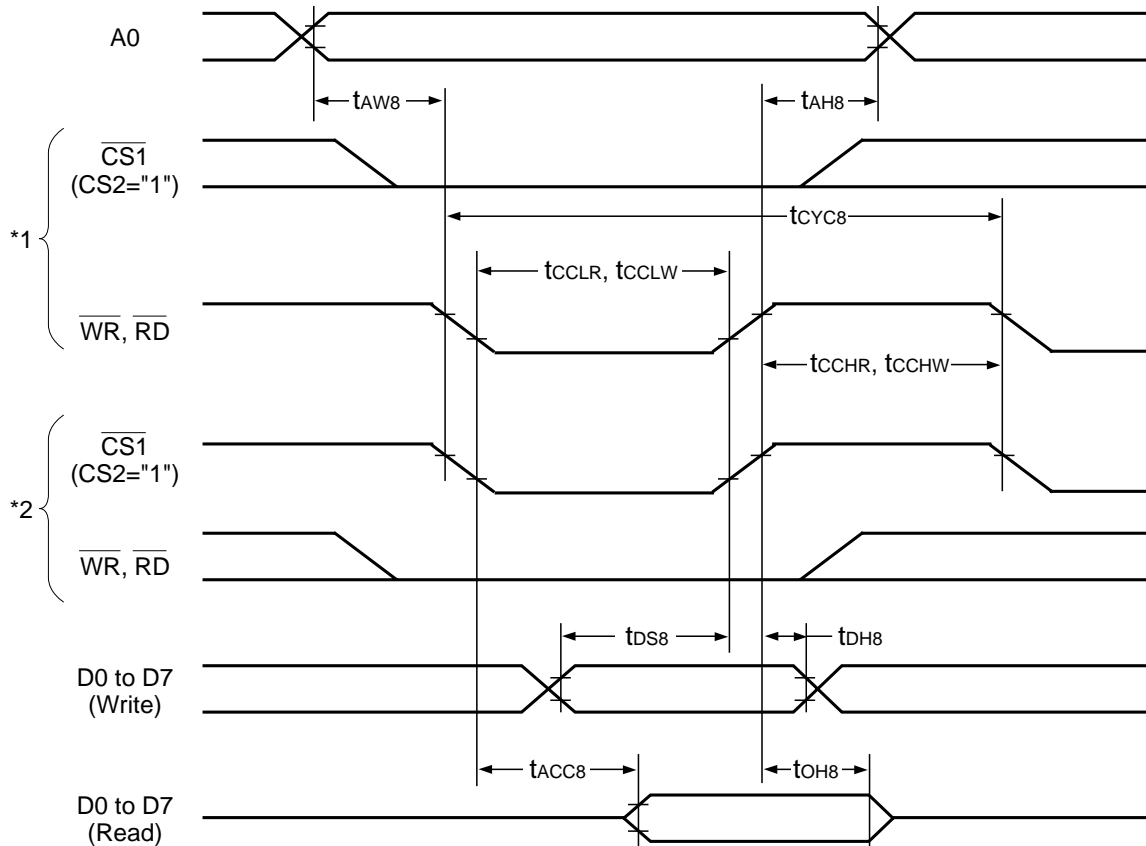 A0
tAW8
tAH8
CS1
(CS2="1")
tCYC8
*1
tCCLR, tCCLW
WR, RD
tCCHR, tCCHW
CS1
(CS2="1")
*2
WR, RD
tDS8
tDH8
D0 to D7
(Write)
tACC8
tOH8
D0 to D7
(Read)